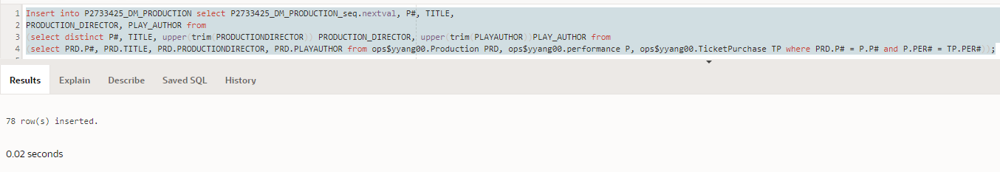 1 Insert into P2733425_DM_PRODUCTION select P2733425_DM_PRODUCTION_seq.nextval, P#, TITLE,
2 PRODUCTION_DIRECTOR, PLAY_AUTHOR from
3 (select distinct P#, TITLE, upper(trim(PRODUCTIONDIRECTOR)) PRODUCTION_DIRECTOR, upper(trim(PLAYAUTHOR))PLAY_AUTHOR from
4 (select PRD.P#, PRD.TITLE, PRD.PRODUCTIONDIRECTOR, PRD.PLAYAUTHOR from ops$yyang00.Production PRD, ops$yyang00.performance P, ops$yyang00.TicketPurchase TP where PRD.P# = P.P# and P.PER# = TP.PER#));
Results Explain Describe Saved SQL History
78 row(s) inserted.
0.02 seconds